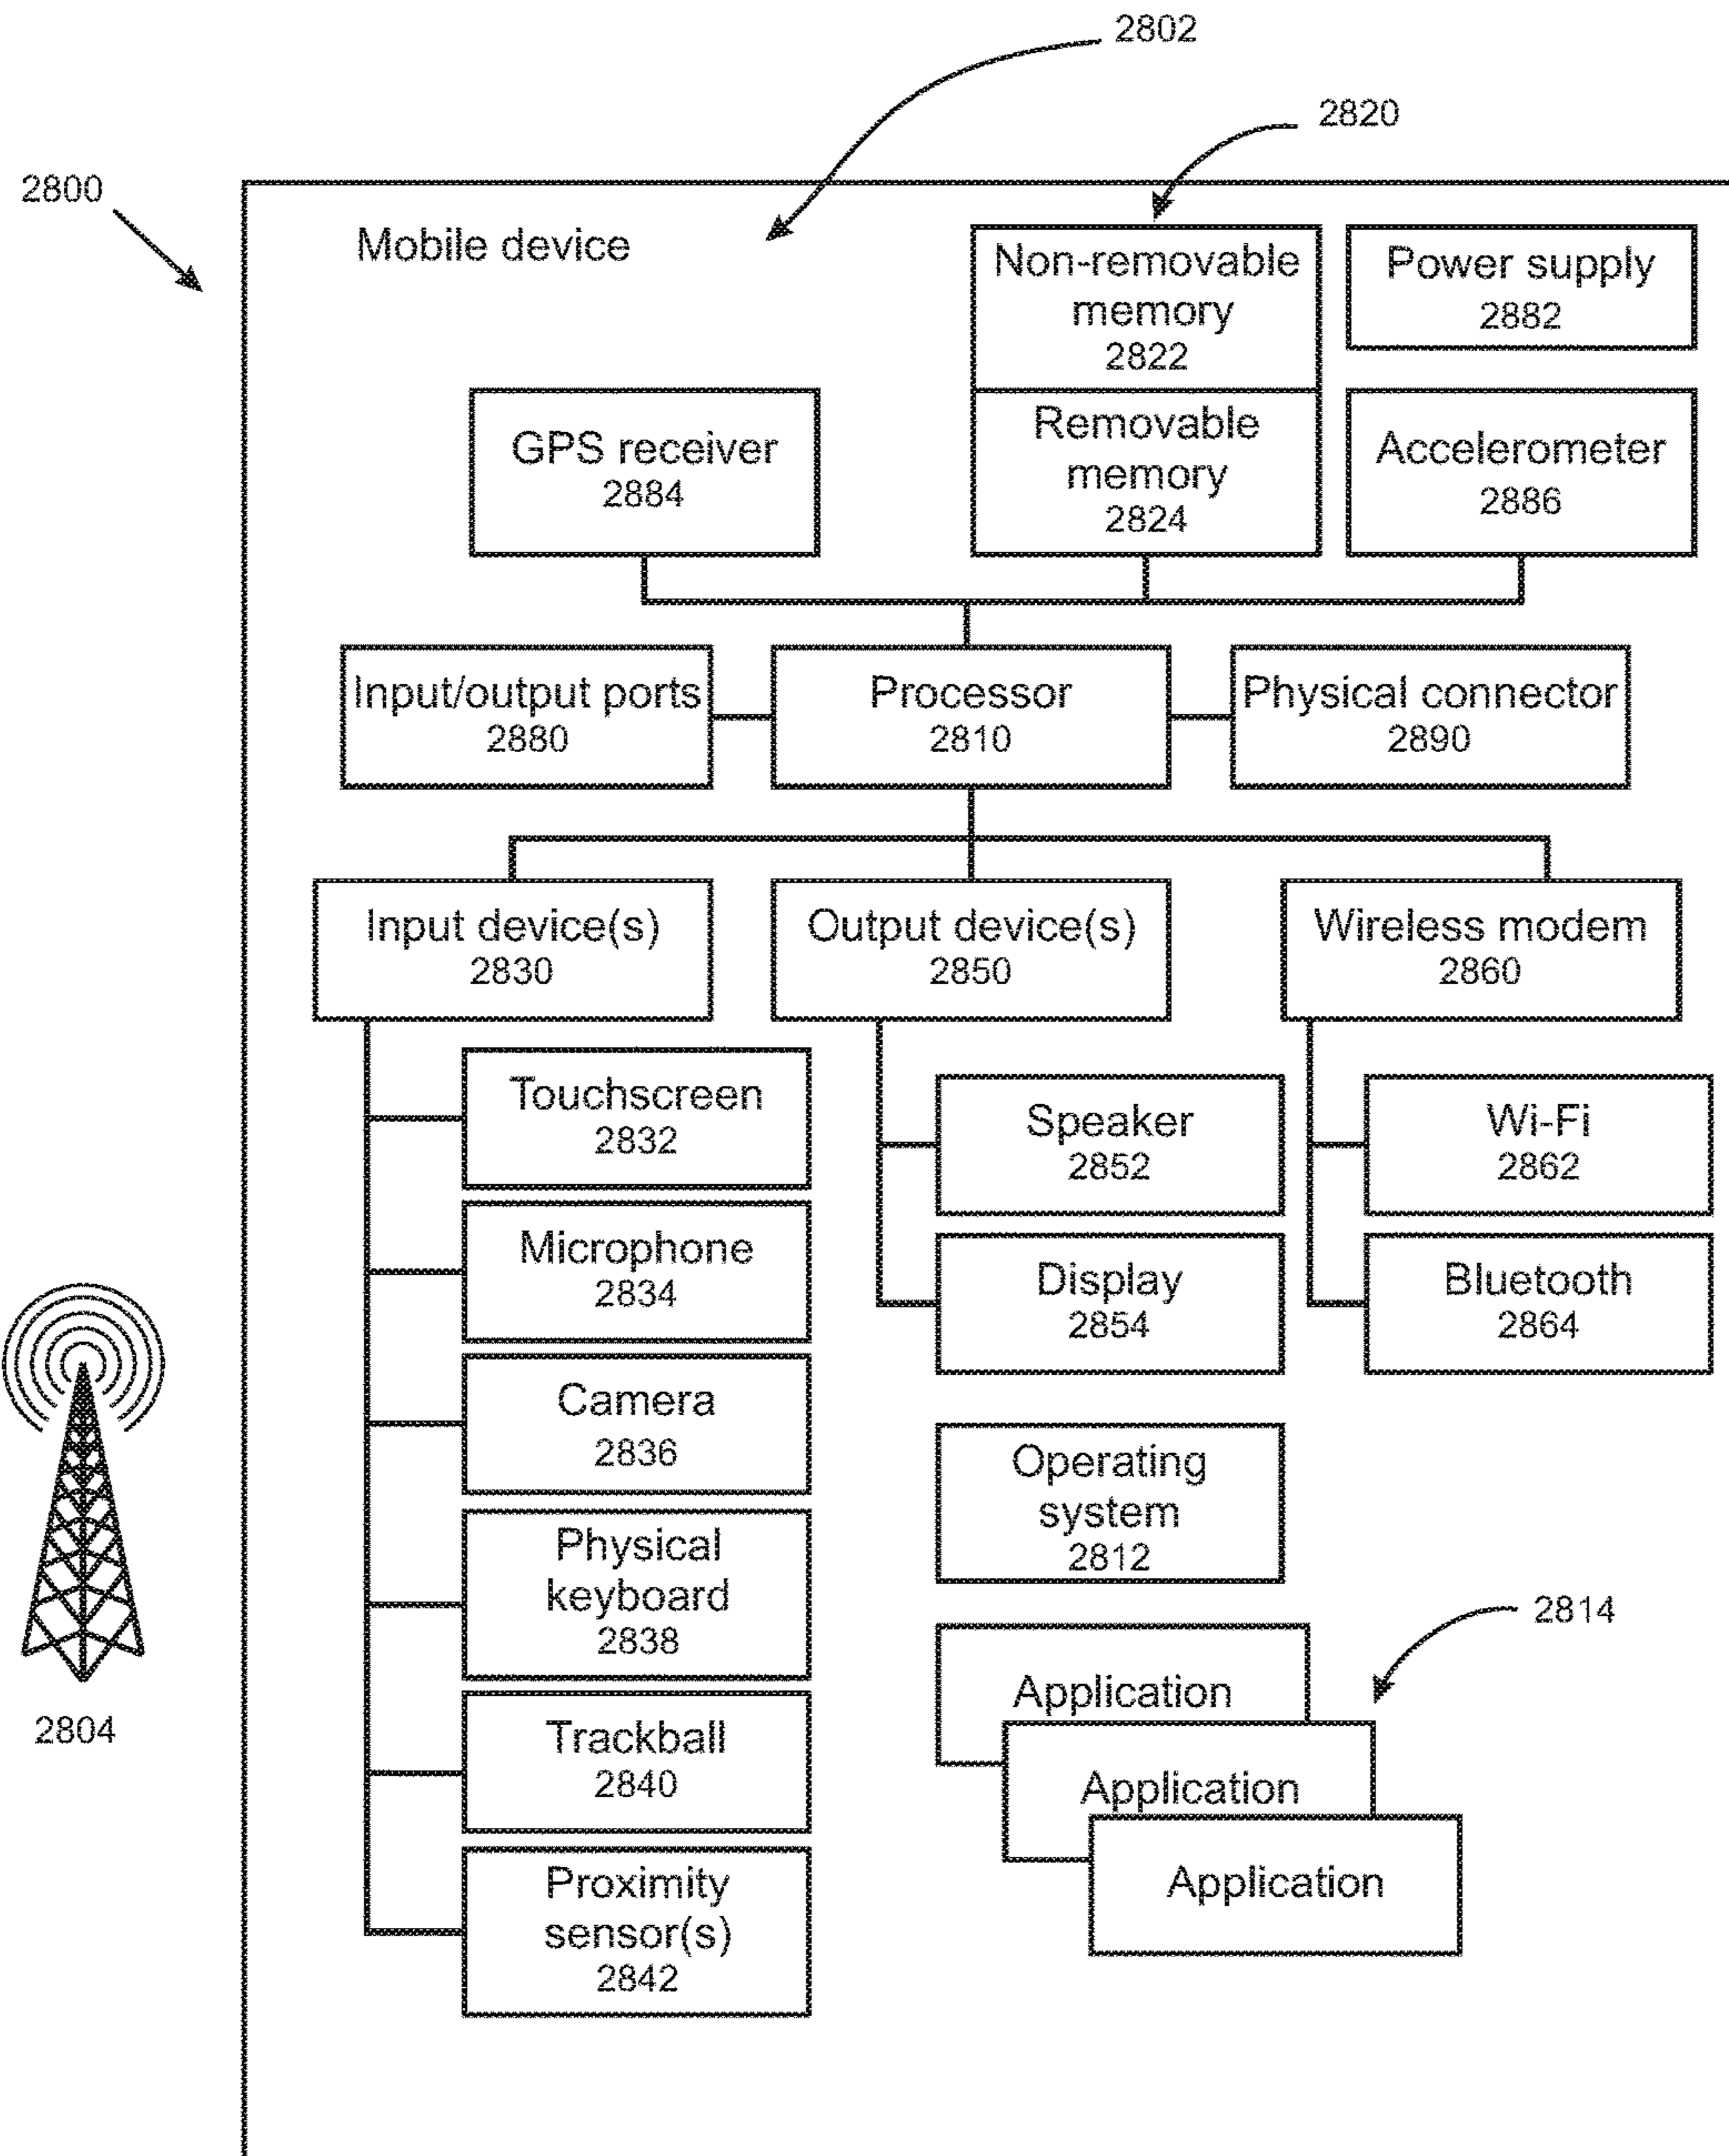 2802
2820
2800
Mobile device
Non-removable
memory
2822
Power supply
2882
GPS receiver
2884
Removable
memory
2824
Accelerometer
2886
Input/output ports
2880
Processor
2810
Physical connector
2890
Input device(s)
2830
Output device(s)
2850
Wireless modem
2860
Touchscreen
2832
Speaker
2852
Wi-Fi
2862
Microphone
2834
Display
2854
Bluetooth
2864
Camera
2836
Operating
system
2812
Physical
keyboard
2838
2814
Application
2804
Trackball
2840
Application
Proximity
sensor(s)
2842
Application